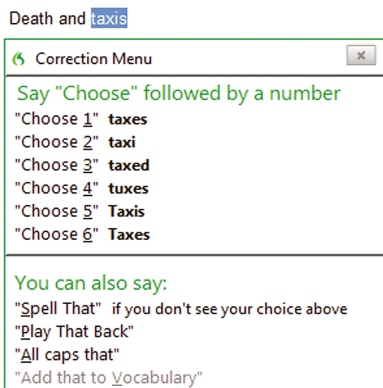 Death and taxis
Correction Menu
Say "Choose" followed by a number
"Choose 1" taxes
"Choose 2" taxi
"Choose 3" taxed
"Choose 4" tuxes
"Choose 5" Taxis
"Choose 6" Taxes
You can also say:
"Spell That" if you don't see your choice above
"Play That Back"
"All caps that"
"Add that to Vocabulary"